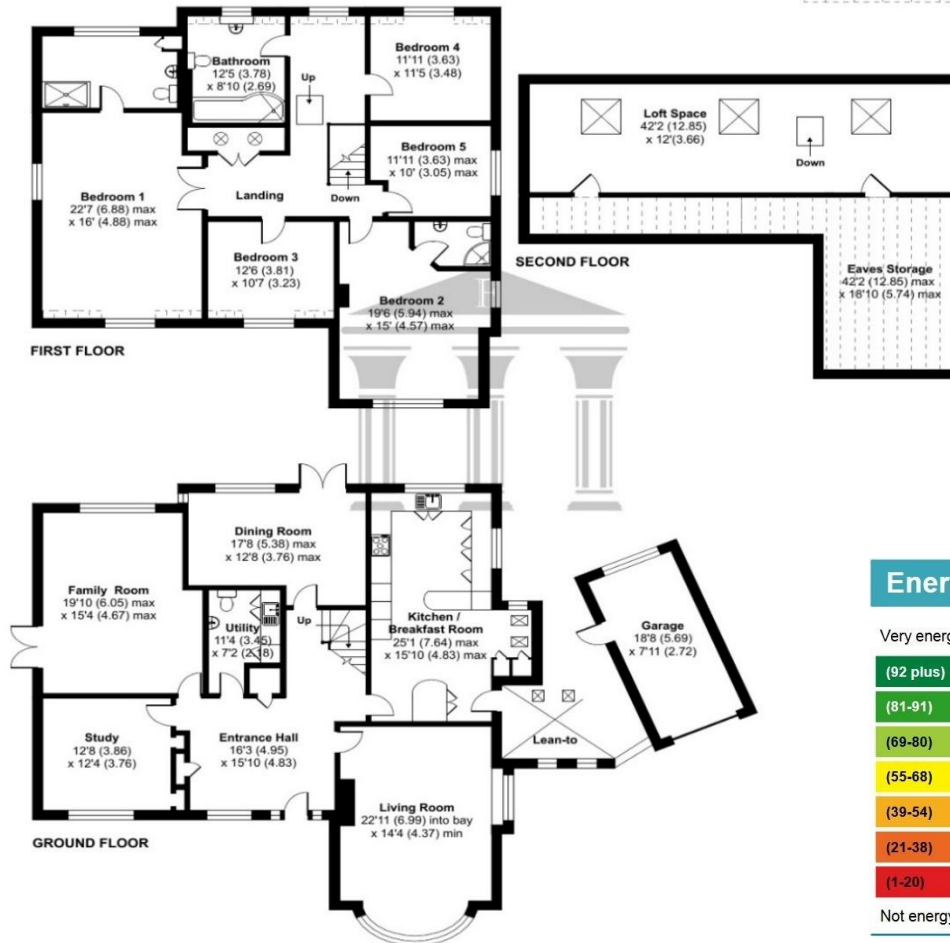 Bathroom
12'5 (3.78)
x 8'10 (2.69)
Up
Bedroom 4
11'11 (3.63)
x 11'5 (3.48)
Bedroom 5
11'11 (3.63) max
x 10' (3.05) max
Bedroom 1
22'7 (6.88) max
x 16' (4.88) max
Landing
Down
Bedroom 3
12'6 (3.81)
x 10'7 (3.23)
Bedroom 2
19'6 (5.94) max
x 15' (4.57) max
FIRST FLOOR
Loft Space
42'2 (12.85)
x 12'(3.66)
Down
SECOND FLOOR
Eaves Storage
42'2 (12.85) max
x 18'10 (5.74) max
Dining Room
17'8 (5.38) max
x 12'8 (3.76) max
Family Room
19'10 (6.05) max
x 15'4 (4.67) max
Utility
11'4 (3.45)
x 7'2 (2.18)
Up
Kitchen /
Breakfast Room
25'1 (7.64) max
x 15'10 (4.83) max
Garage
18'8 (5.69)
x 7'11 (2.72)
Study
12'8 (3.86)
x 12'4 (3.76)
Entrance Hall
16'3 (4.95)
x 15'10 (4.83)
Lean-to
Living Room
22'11 (6.99) into bay
x 14'4 (4.37) min
GROUND FLOOR
Ener
Very energ
(92 plus)
(81-91)
(69-80)
(55-68)
(39-54)
(21-38)
(1-20)
Not energy